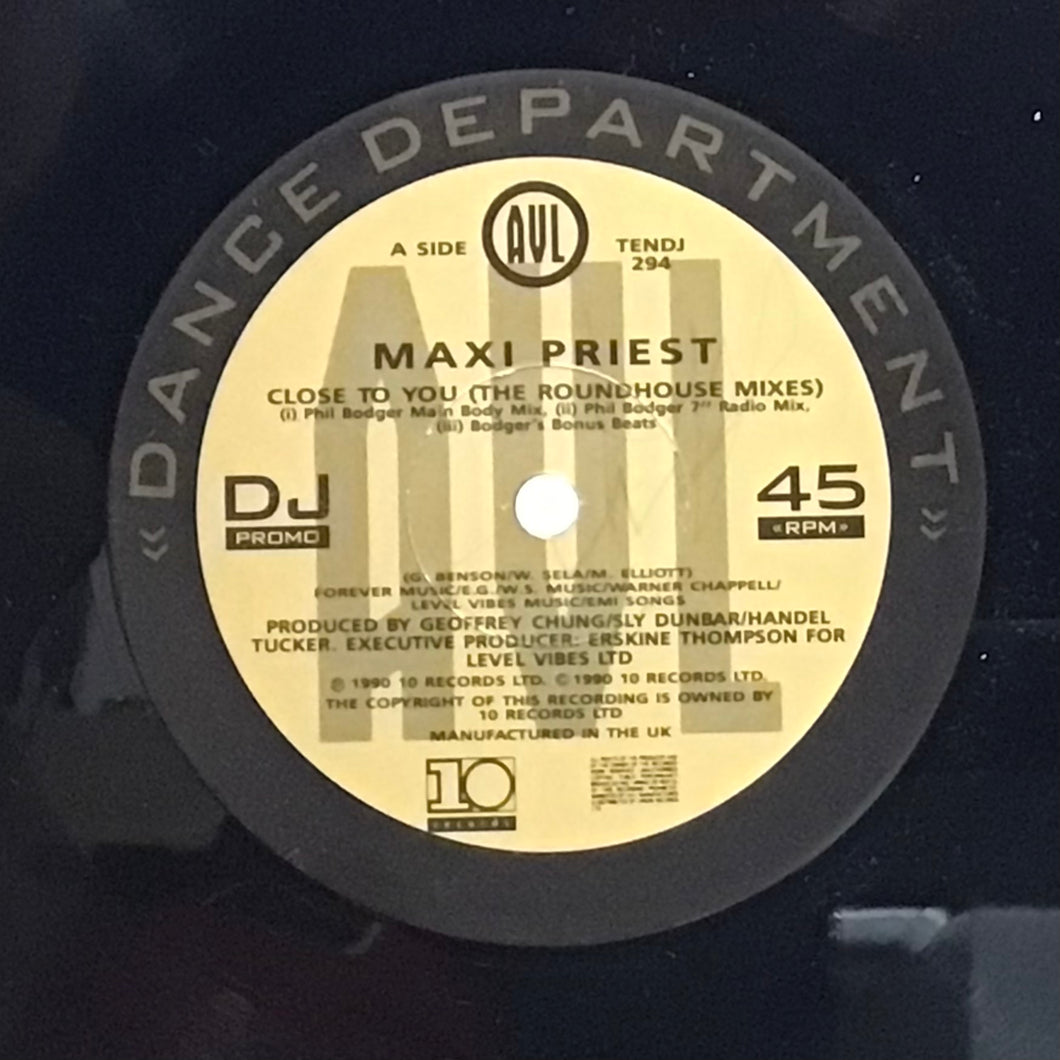 «DANCE DEPARTMENT»
A SIDE
AVL
TENDJ
294
MAXI PRIEST
CLOSE TO YOU (THE ROUNDHOUSE MIXES)
(i) Phil Bodger Main Body Mix, (ii) Phil Bodger 7" Radio Mix,
(iii) Bodger's Bonus Beats
DJ
PROMO
45
«RPM»
(G. BENSON/W. SELA/M. ELLIOTT)
FOREVER MUSIC/E.G./W.S. MUSIC/WARNER CHAPPELL/
LEVEL VIBES MUSIC/EMI SONGS
PRODUCED BY GEOFFREY CHUNG/SLY DUNBAR/HANDEL
TUCKER. EXECUTIVE PRODUCER: ERSKINE THOMPSON FOR
LEVEL VIBES LTD
℗ 1990 10 RECORDS LTD. © 1990 10 RECORDS LTD.
THE COPYRIGHT OF THIS RECORDING IS OWNED BY
10 RECORDS LTD
MANUFACTURED IN THE UK
10
records